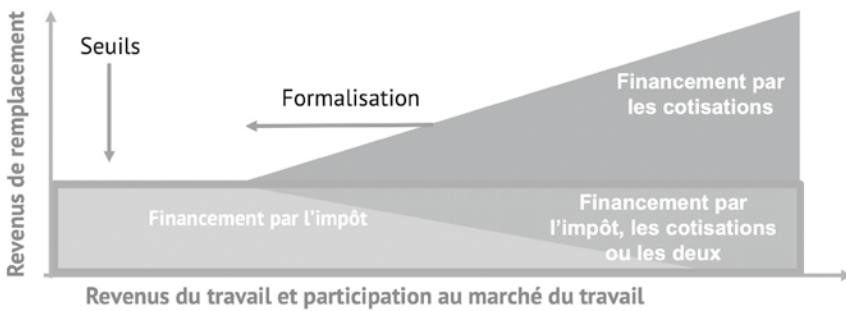 Revenus de remplacement
Seuils
Formalisation
Financement par
les cotisations
Financement par l'impôt
Financement par
l'impôt, les cotisations
ou les deux
Revenus du travail et participation au marché du travail